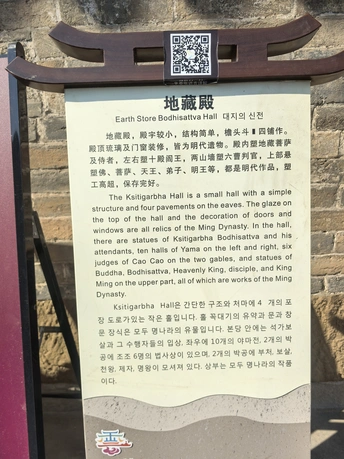 地藏殿
Earth Store Bodhisattva Hall 대지의 신전
地藏殿，殿宇较小，结构简单，檐头斗 四铺作。
殿顶琉璃及门窗装修，皆为明代遗物。殿内塑地藏菩萨
及侍者，左右塑十殿阎王，两山墙塑六曹判官，上部悬
塑佛、菩萨、天王、弟子、明王等，都是明代作品，塑
工高超，保存完好。
The Ksitigarbha Hall is a small hall with a simple
structure and four pavements on the eaves. The glaze on
the top of the hall and the decoration of doors and
windows are all relics of the Ming Dynasty. In the hall,
there are statues of Ksitigarbha Bodhisattva and his
attendants, ten halls of Yama on the left and right, six
judges of Cao Cao on the two gables, and statues of
Buddha, Bodhisattva, Heavenly King, disciple, and King
Ming on the upper part, all of which are works of the Ming
Dynasty.
Ksitigarbha Hall은 간단한 구조와 처마에 4 개의 포
장 도로가있는 작은 홀입니다. 홀 꼭대기의 유약과 문과 창
문 장식은 모두 명나라의 유물입니다. 본당 안에는 석가보
살과 그 수행자들의 입상, 좌우에 10개의 야마전, 2개의 박
공에 조조 6명의 법사상이 있으며, 2개의 박공에 부처, 보살,
천왕, 제자, 명왕이 모셔져 있다. 상부는 모두 명나라의 작품
이다.